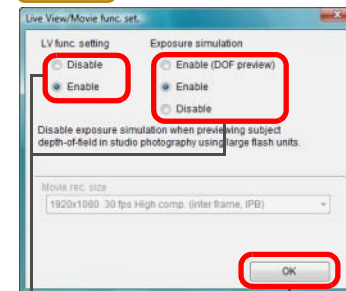 Live View/Movie func. set.
LV func. setting Exposure simulation
Disable Enable (DOF preview)
Enable Enable
Disable
Disable exposure simulation when previewing subject
depth-of-field in studio photography using large flash units.
Movie rec. size
1920x1080 30 fps High comp. (inter frame, IPB)
OK